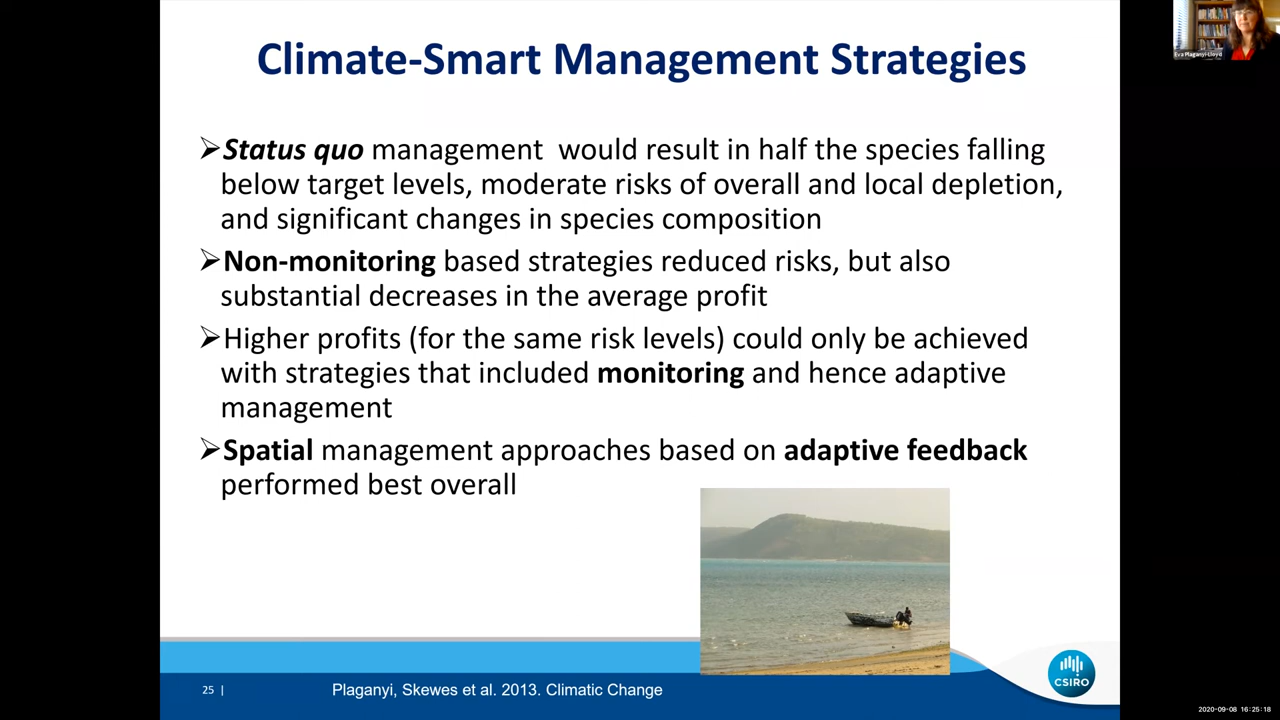 Climate-Smart Management Strategies
Status quo management would result in half the species falling
below target levels, moderate risks of overall and local depletion,
and significant changes in species composition
Non-monitoring based strategies reduced risks, but also
substantial decreases in the average profit
Higher profits (for the same risk levels) could only be achieved
with strategies that included monitoring and hence adaptive
management
Spatial management approaches based on adaptive feedback
performed best overall
25 |
Plaganyi, Skewes et al. 2013. Climatic Change
CSIRO
Eva Plaganyi-Lloyd
2020-09-08 16:25:18